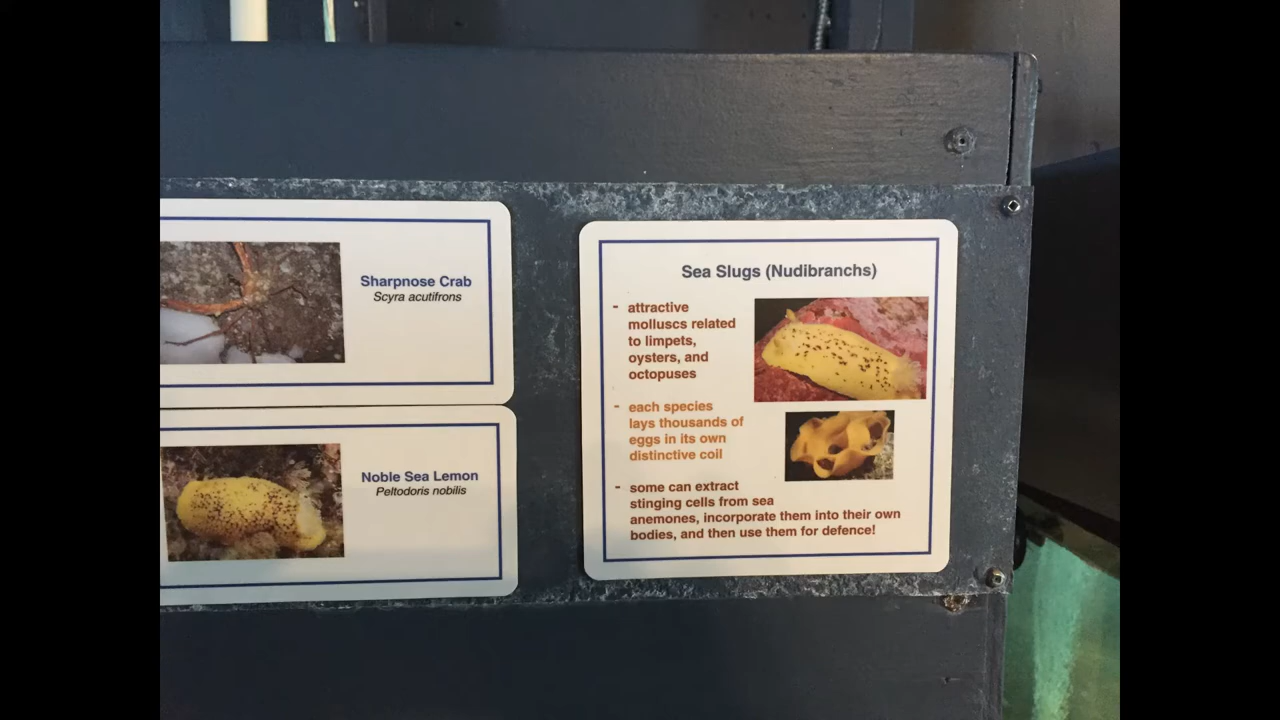 Sharpnose Crab
Scyra acutifrons
Noble Sea Lemon
Peltodoris nobilis
Sea Slugs (Nudibranchs)
- attractive
molluscs related
to limpets,
oysters, and
octopuses
- each species
lays thousands of
eggs in its own
distinctive coil
- some can extract
stinging cells from sea
anemones, incorporate them into their own
bodies, and then use them for defence!